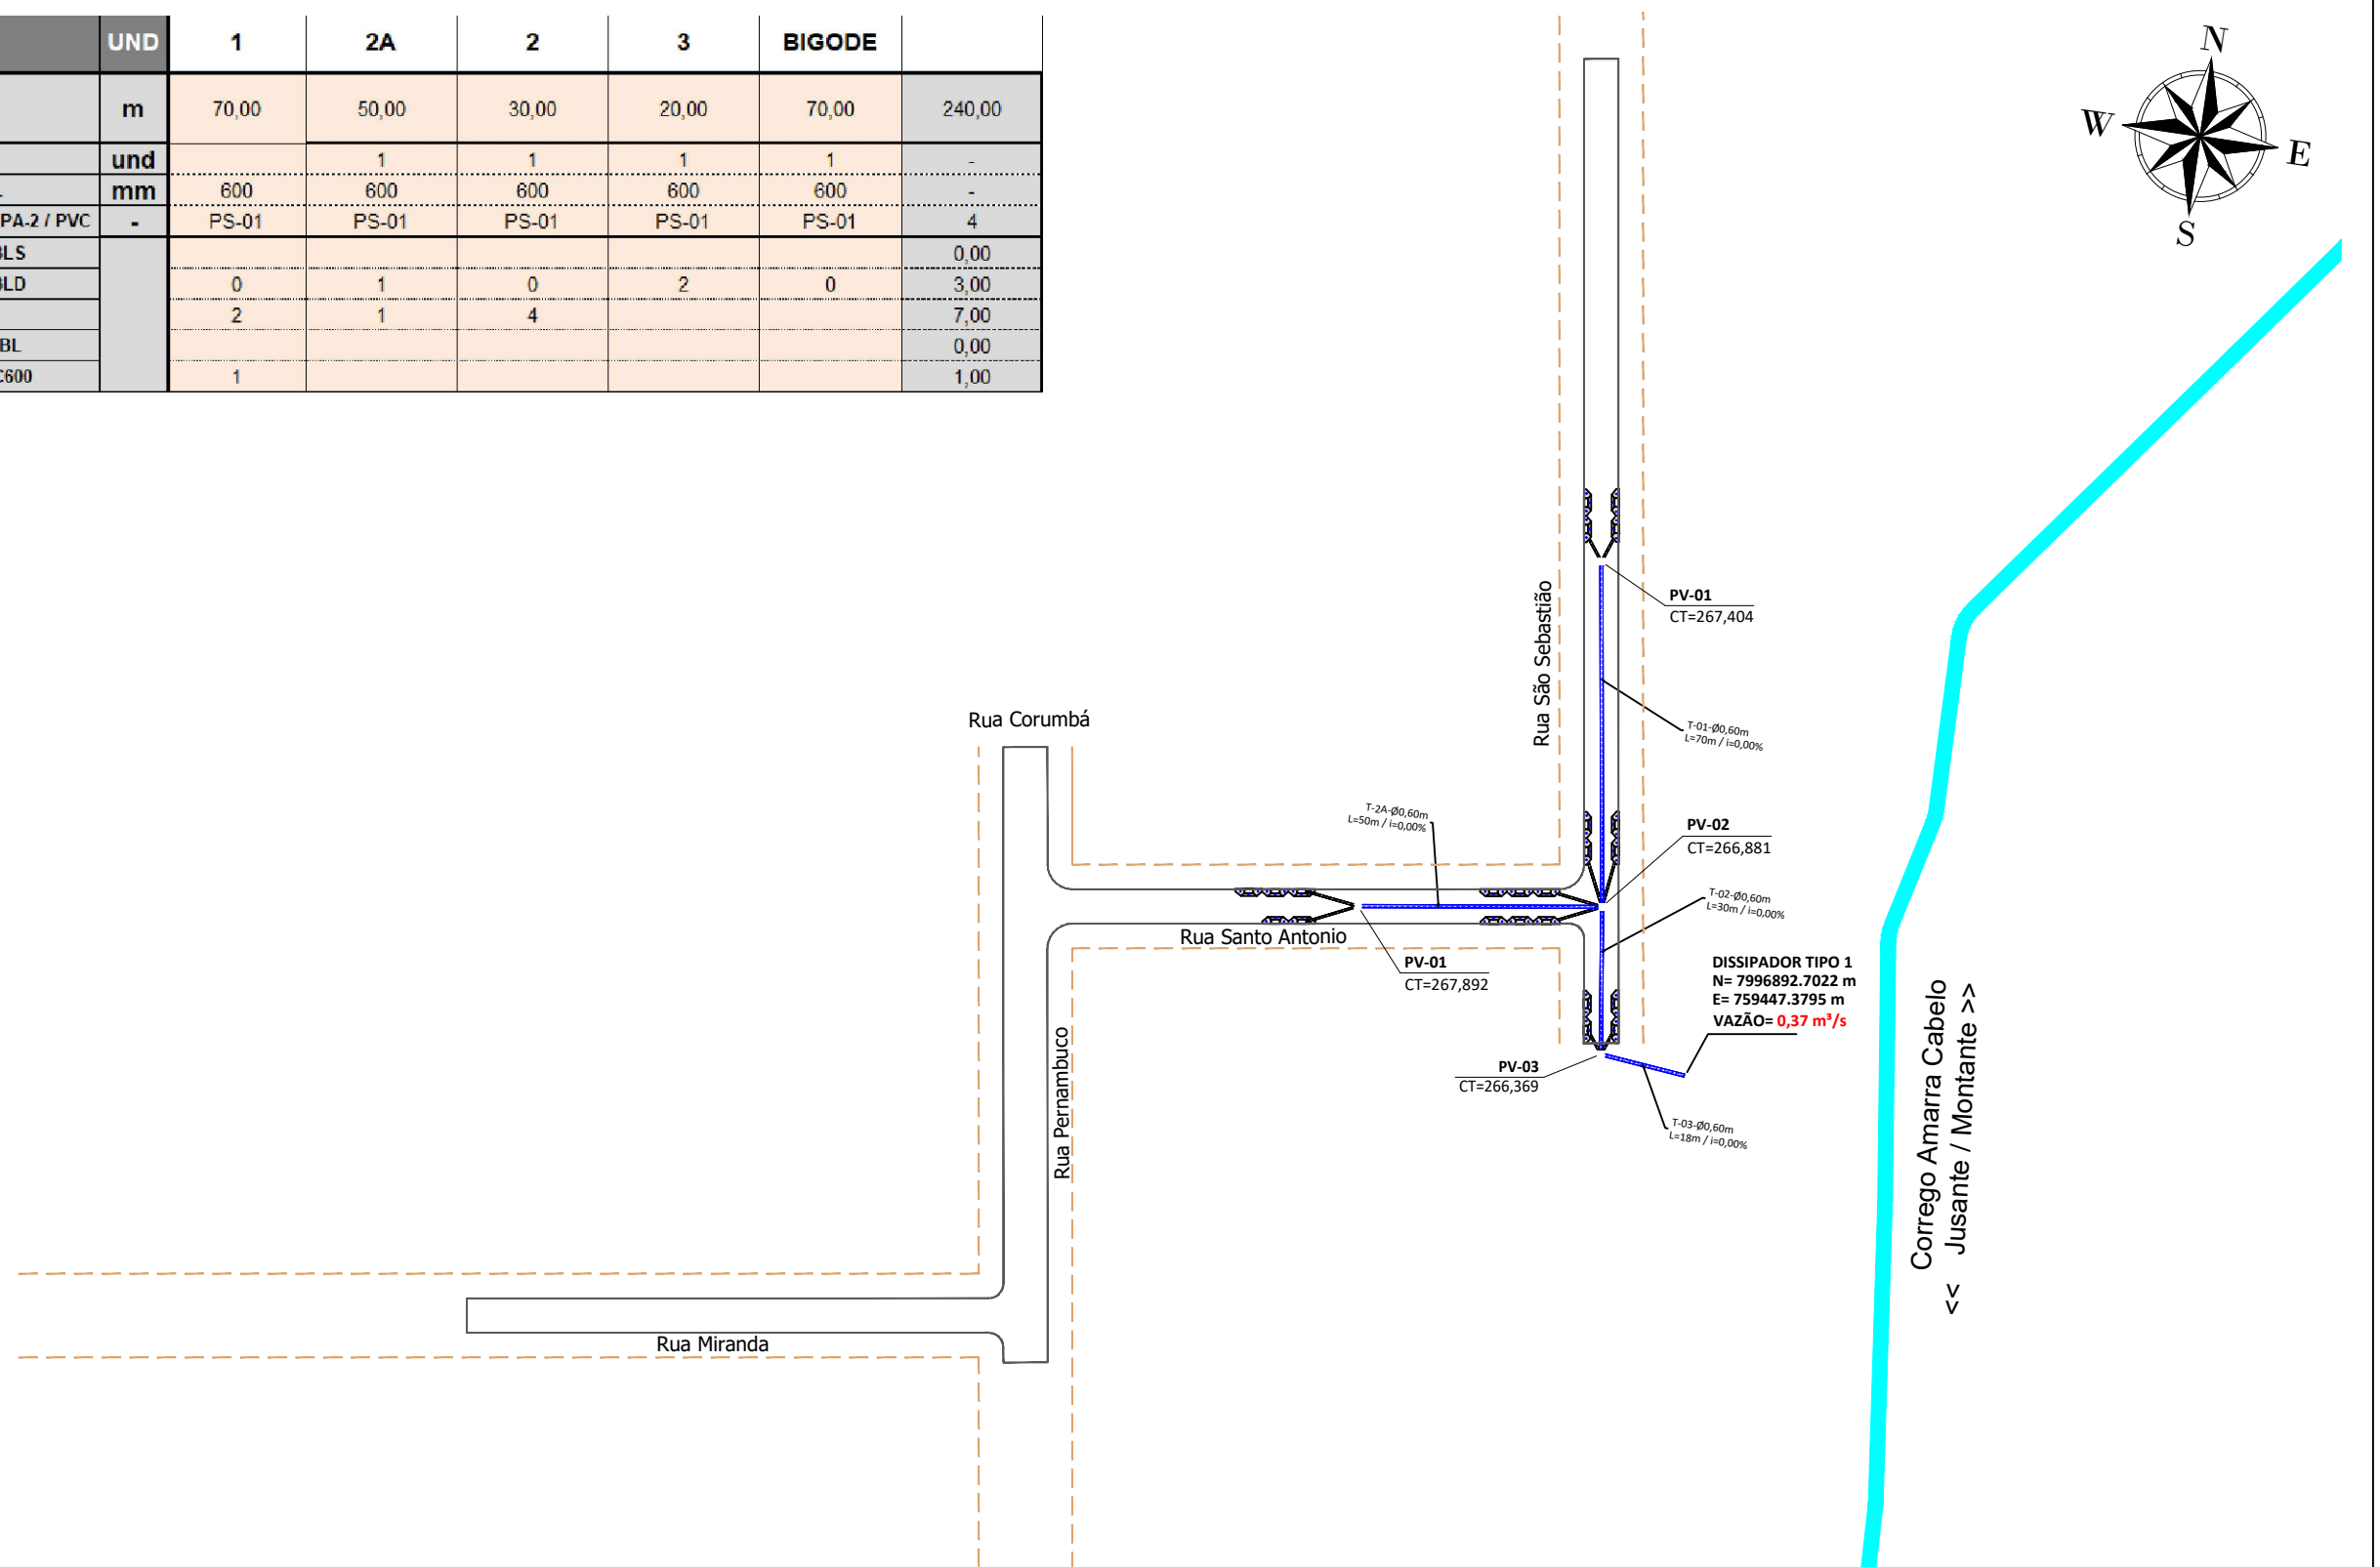 UND 1 2A 2 3 BIGODE
m 70,00 50,00 30,00 20,00 70,00 240,00
und 1 1 1 1 -
mm 600 600 600 600 600 -
PA-2 / PVC - PS-01 PS-01 PS-01 PS-01 PS-01 4
BLS 0,00
BLD 0 1 0 2 0 3,00
2 1 4 7,00
BL 0,00
C600 1 1,00
N
W
E
S
Rua São Sebastião
PV-01
CT=267,404
T-01-Ø0,60m
L=70m / i=0,00%
Rua Corumbá
T-2A-Ø0,60m
L=50m / i=0,00%
PV-02
CT=266,881
T-02-Ø0,60m
L=30m / i=0,00%
Rua Santo Antonio
PV-01
CT=267,892
DISSIPADOR TIPO 1
N= 7996892.7022 m
E= 759447.3795 m
VAZÃO= 0,37 m³/s
PV-03
CT=266,369
T-03-Ø0,60m
L=18m / i=0,00%
Rua Pernambuco
Corrego Amarra Cabelo
<< Jusante / Montante >>
Rua Miranda